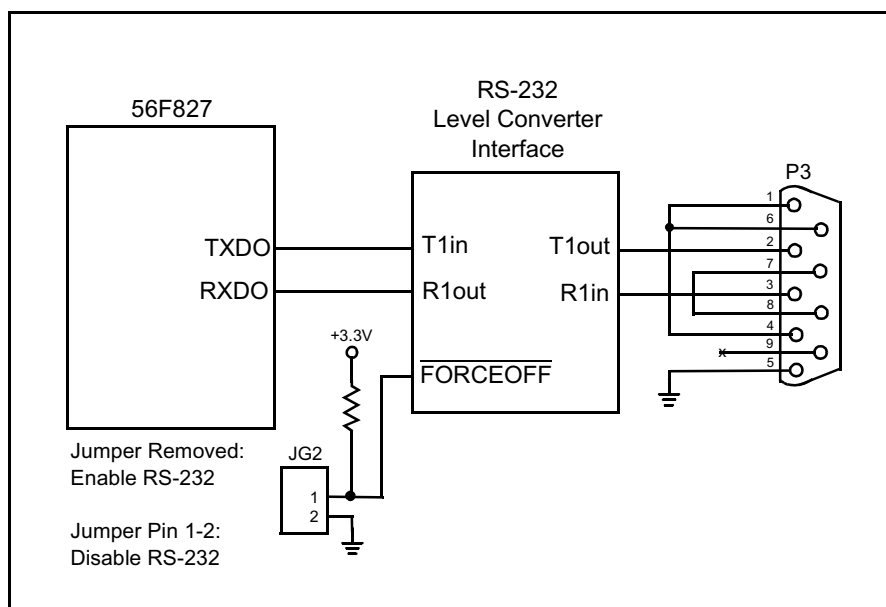 56F827
RS-232
Level Converter
Interface
P3
TXDO
RXDO
T1in
R1out
FORCEOFF
T1out
R1in
1
6
2
7
3
8
4
9
x
5
+3.3V
JG2
1
2
Jumper Removed:
Enable RS-232
Jumper Pin 1-2:
Disable RS-232